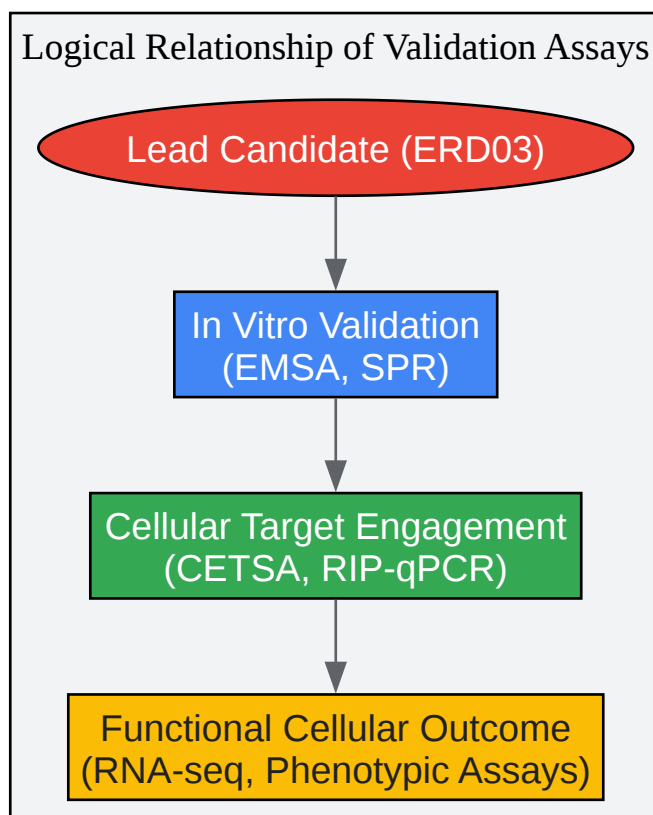 Logical Relationship of Validation Assays
Lead Candidate (ERD03)
In Vitro Validation
(EMSA, SPR)
Cellular Target Engagement
(CETSA, RIP-qPCR)
Functional Cellular Outcome
(RNA-seq, Phenotypic Assays)